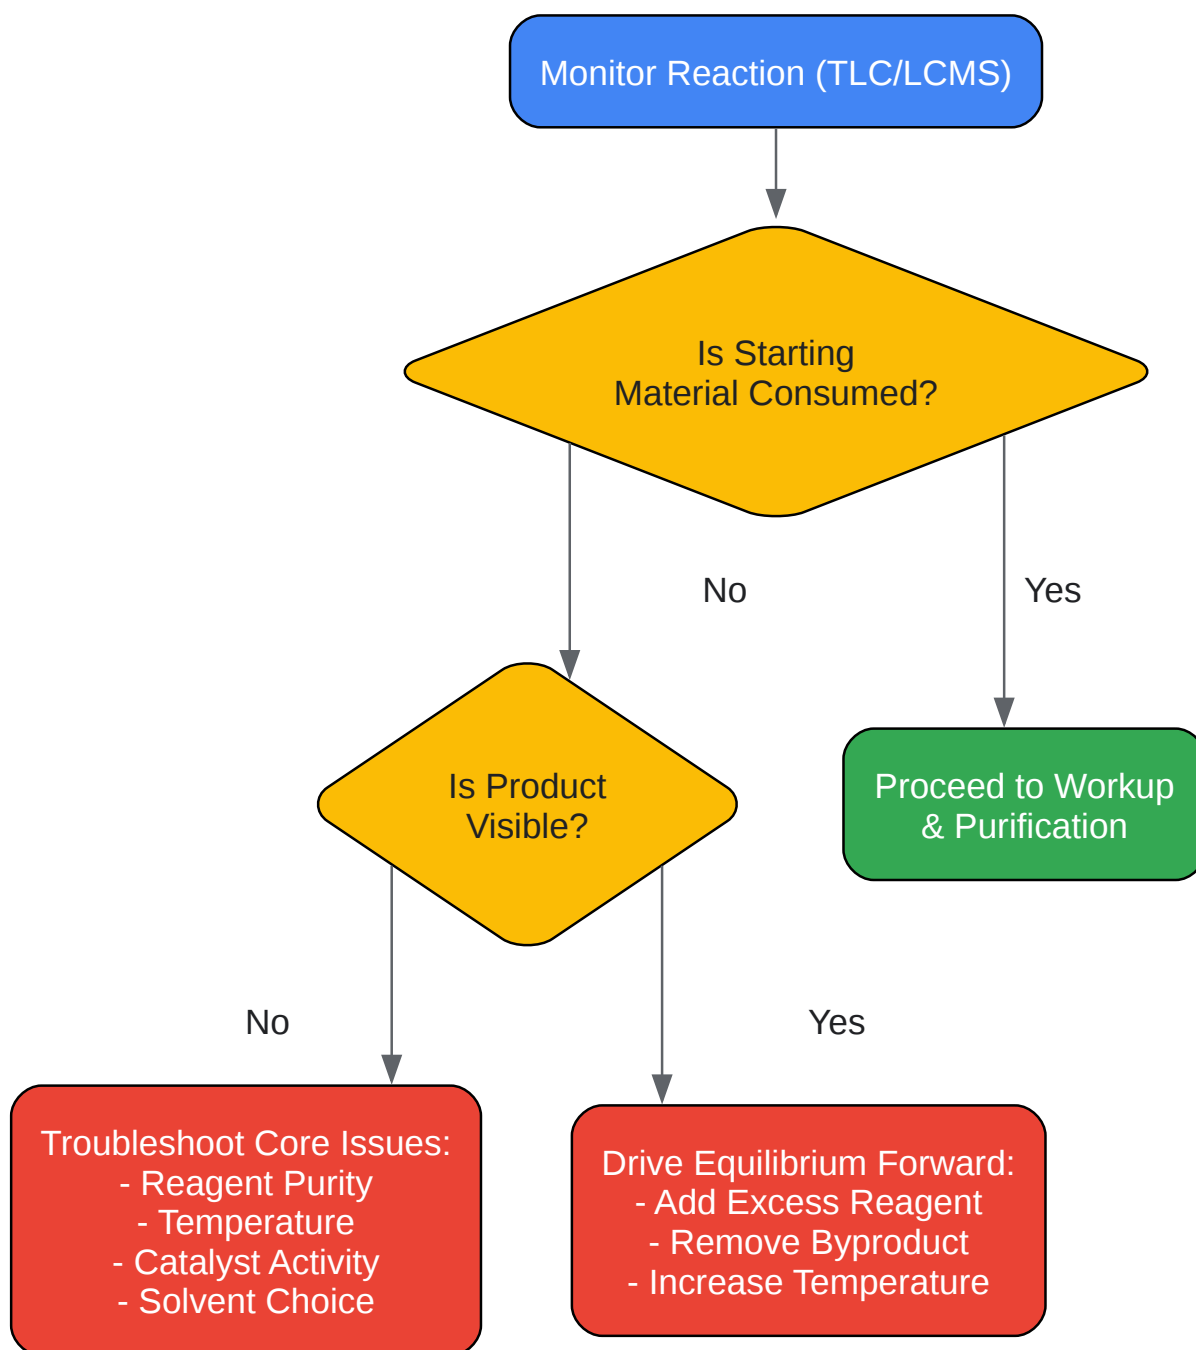 Monitor Reaction (TLC/LCMS)
Is Starting
Material Consumed?
No
Yes
Is Product
Visible?
Proceed to Workup
& Purification
No
Yes
Troubleshoot Core Issues:
- Reagent Purity
- Temperature
- Catalyst Activity
- Solvent Choice
Drive Equilibrium Forward:
- Add Excess Reagent
- Remove Byproduct
- Increase Temperature